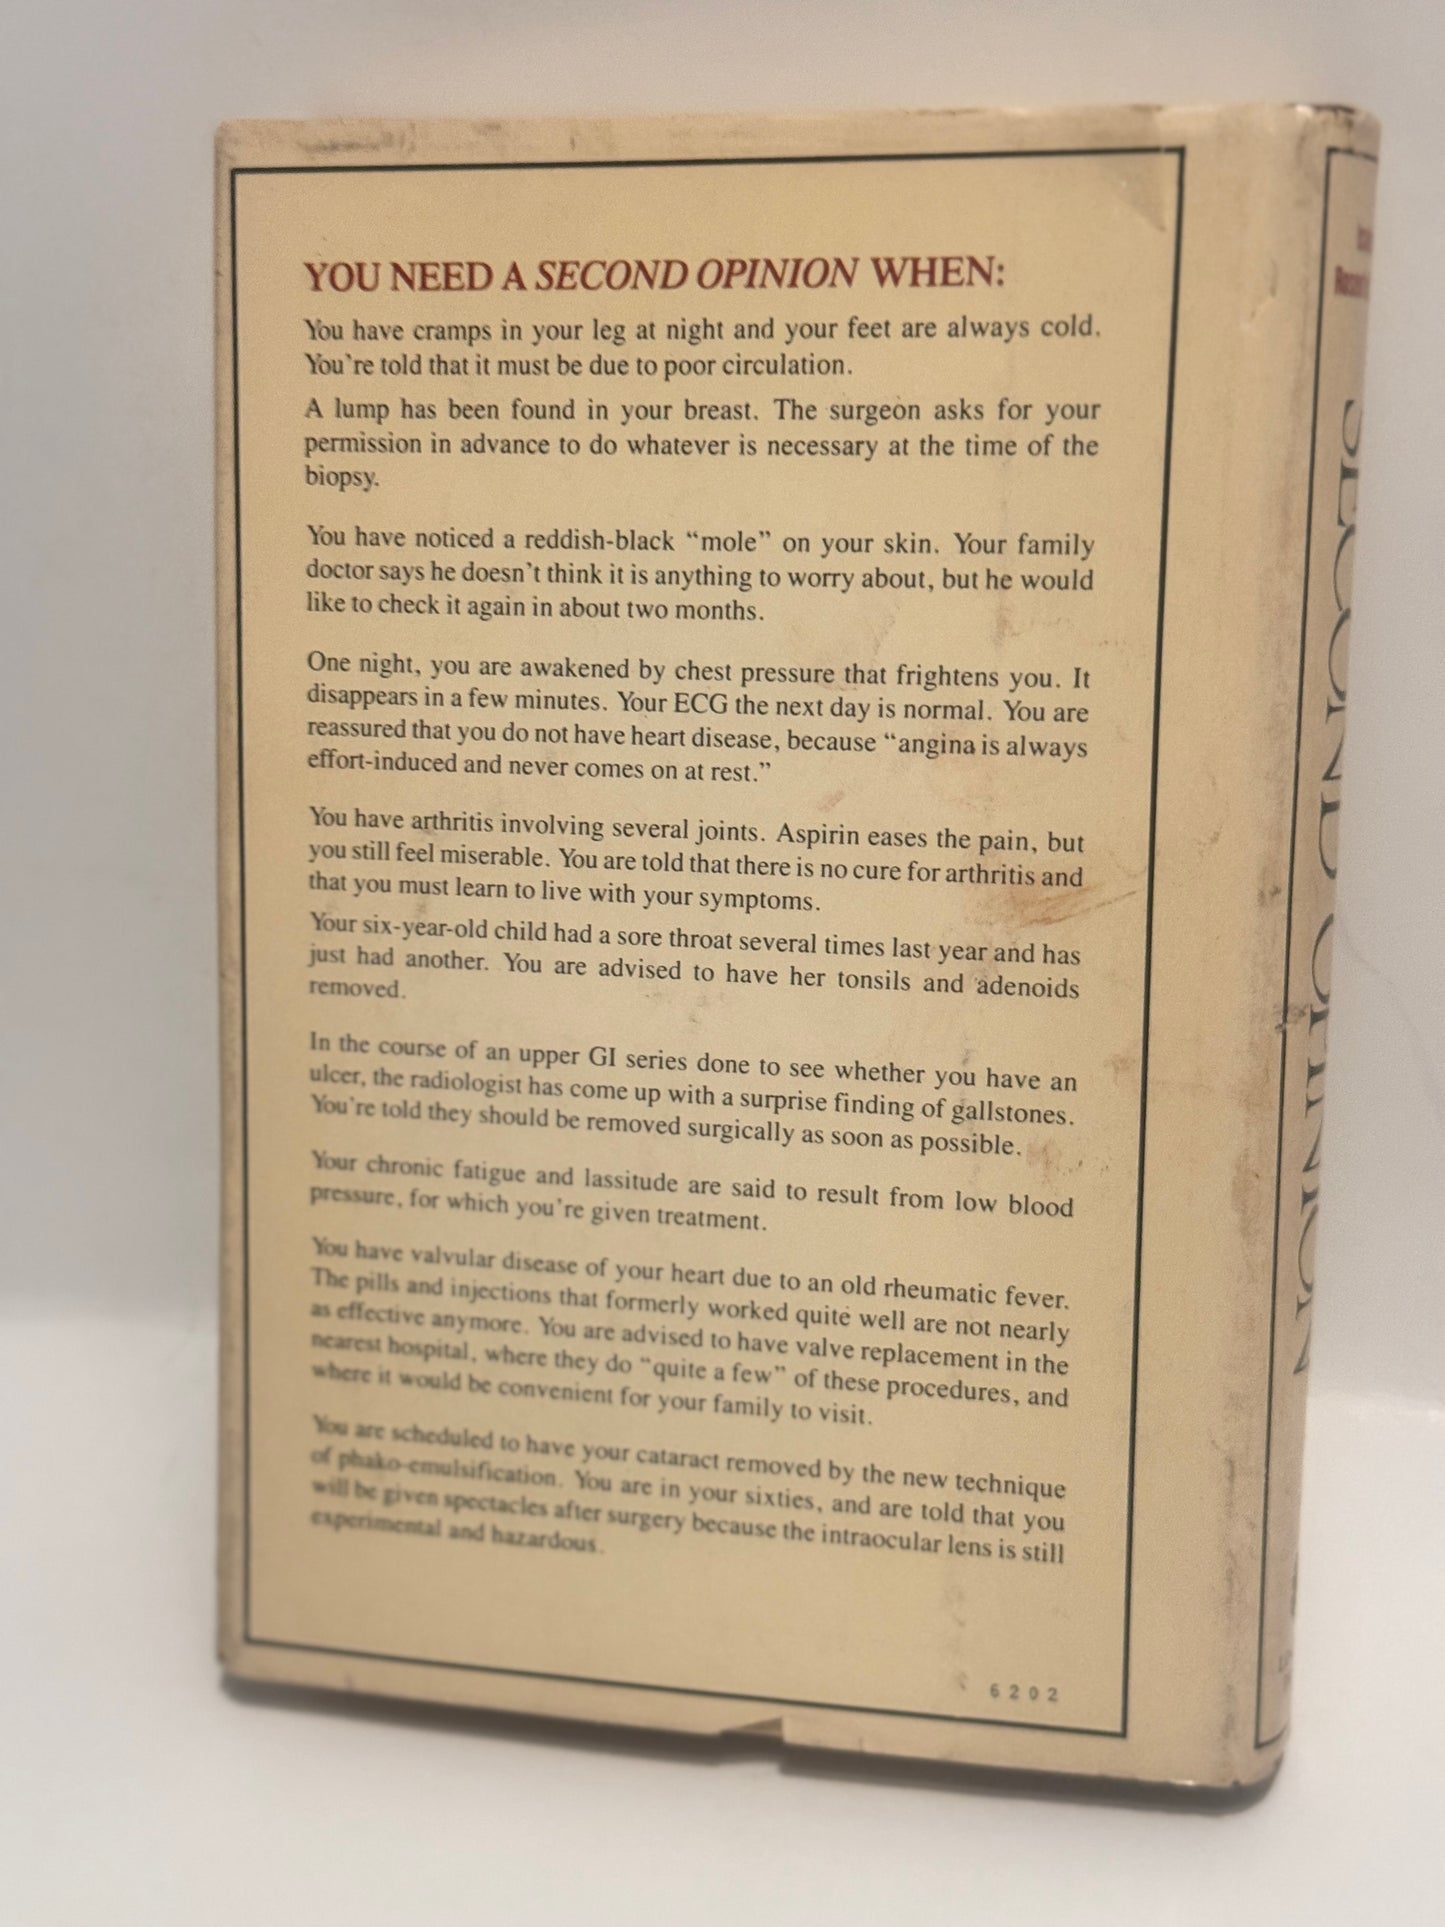 YOU NEED A SECOND OPINION WHEN:
You have cramps in your leg at night and your feet are always cold.
You're told that it must be due to poor circulation.
A lump has been found in your breast. The surgeon asks for your
permission in advance to do whatever is necessary at the time of the
biopsy.
You have noticed a reddish-black “mole” on your skin. Your family
doctor says he doesn't think it is anything to worry about, but he would
like to check it again in about two months.
One night, you are awakened by chest pressure that frightens you. It
disappears in a few minutes. Your ECG the next day is normal. You are
reassured that you do not have heart disease, because “angina is always
effort-induced and never comes on at rest.”
You have arthritis involving several joints. Aspirin eases the pain, but
you still feel miserable. You are told that there is no cure for arthritis and
that you must learn to live with your symptoms.
Your six-year-old child had a sore throat several times last year and has
just had another. You are advised to have her tonsils and adenoids
removed.
In the course of an upper GI series done to see whether you have an
ulcer, the radiologist has come up with a surprise finding of gallstones.
You're told they should be removed surgically as soon as possible.
Your chronic fatigue and lassitude are said to result from low blood
pressure, for which you're given treatment.
You have valvular disease of your heart due to an old rheumatic fever.
The pills and injections that formerly worked quite well are not nearly
as effective anymore. You are advised to have valve replacement in the
nearest hospital, where they do “quite a few” of these procedures, and
where it would be convenient for your family to visit.
You are scheduled to have your cataract removed by the new technique
of phako-emulsification. You are in your sixties, and are told that you
will be given spectacles after surgery because the intraocular lens is still
experimental and hazardous.
6202
SECOND OPINION